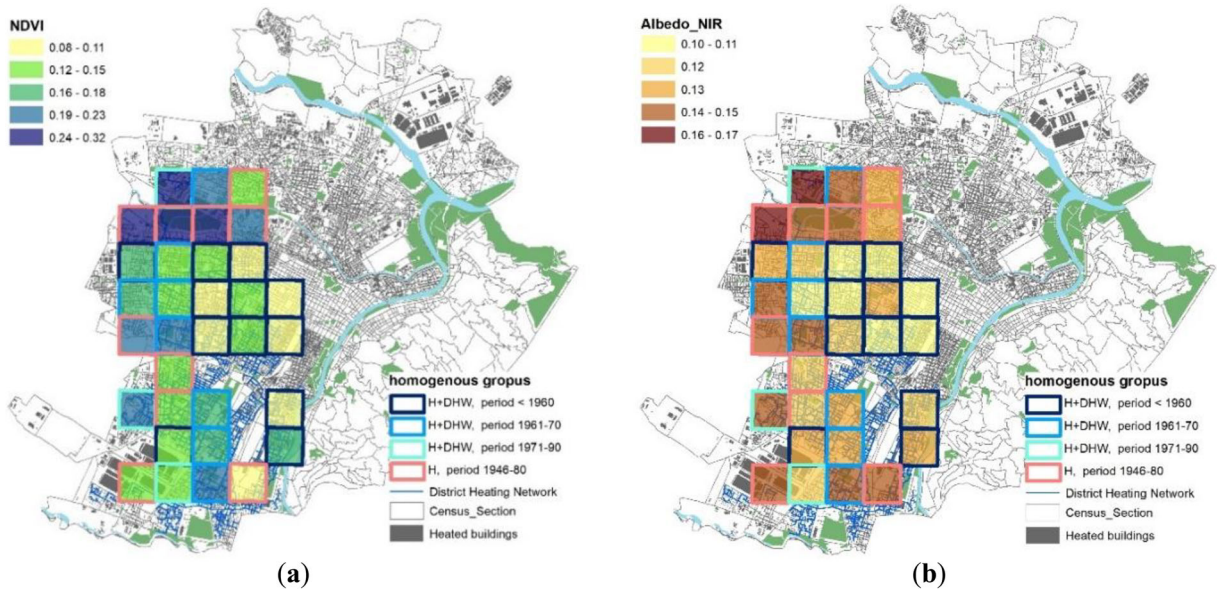 NDVI
0.08 - 0.11
0.12 - 0.15
0.16 - 0.18
0.19 - 0.23
0.24 - 0.32
homogenous gropus
H+DHW, period < 1960
H+DHW, period 1961-70
H+DHW, period 1971-90
H, period 1946-80
District Heating Network
Census_Section
Heated buildings
(a)
Albedo_NIR
0.10 - 0.11
0.12
0.13
0.14 - 0.15
0.16 - 0.17
homogenous gropus
H+DHW, period < 1960
H+DHW, period 1961-70
H+DHW, period 1971-90
H, period 1946-80
District Heating Network
Census_Section
Heated buildings
(b)